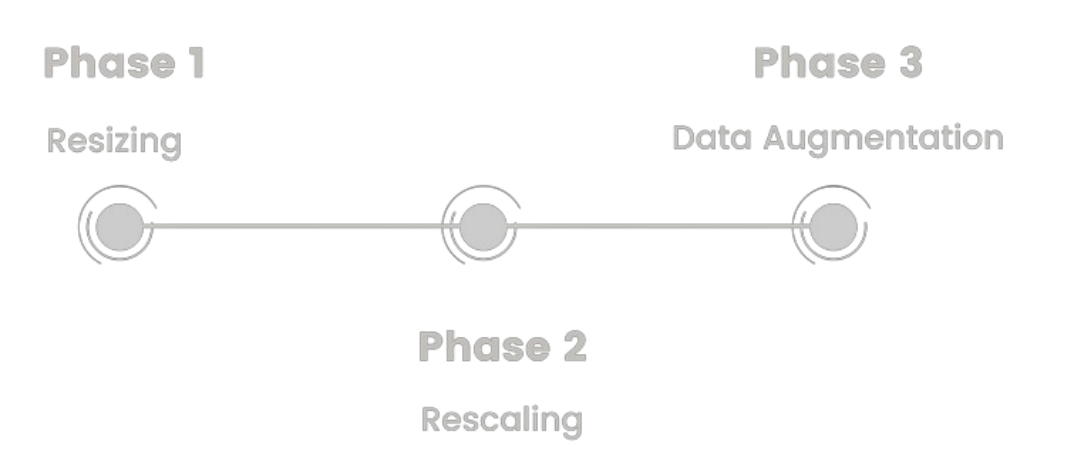 Phase 1
Resizing
Phase 2
Rescaling
Phase 3
Data Augmentation